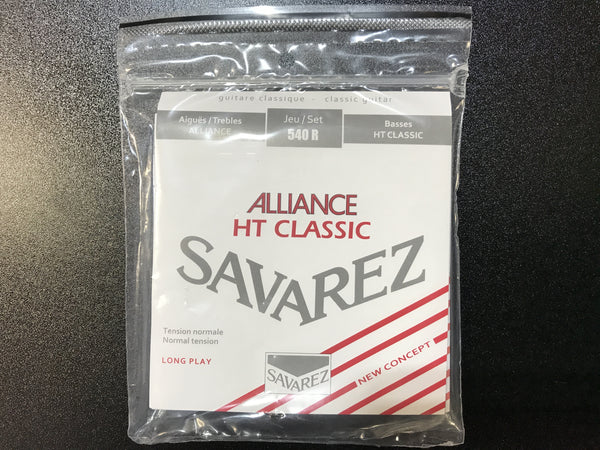 guitare classique - classic guitar
Aiguës / Trebles
ALLIANCE
Jeu / Set
540 R
Basses
HT CLASSIC
ALLIANCE
HT CLASSIC
SAVAREZ
Tension normale
Normal tension
LONG PLAY
SAVAREZ
NEW CONCEPT